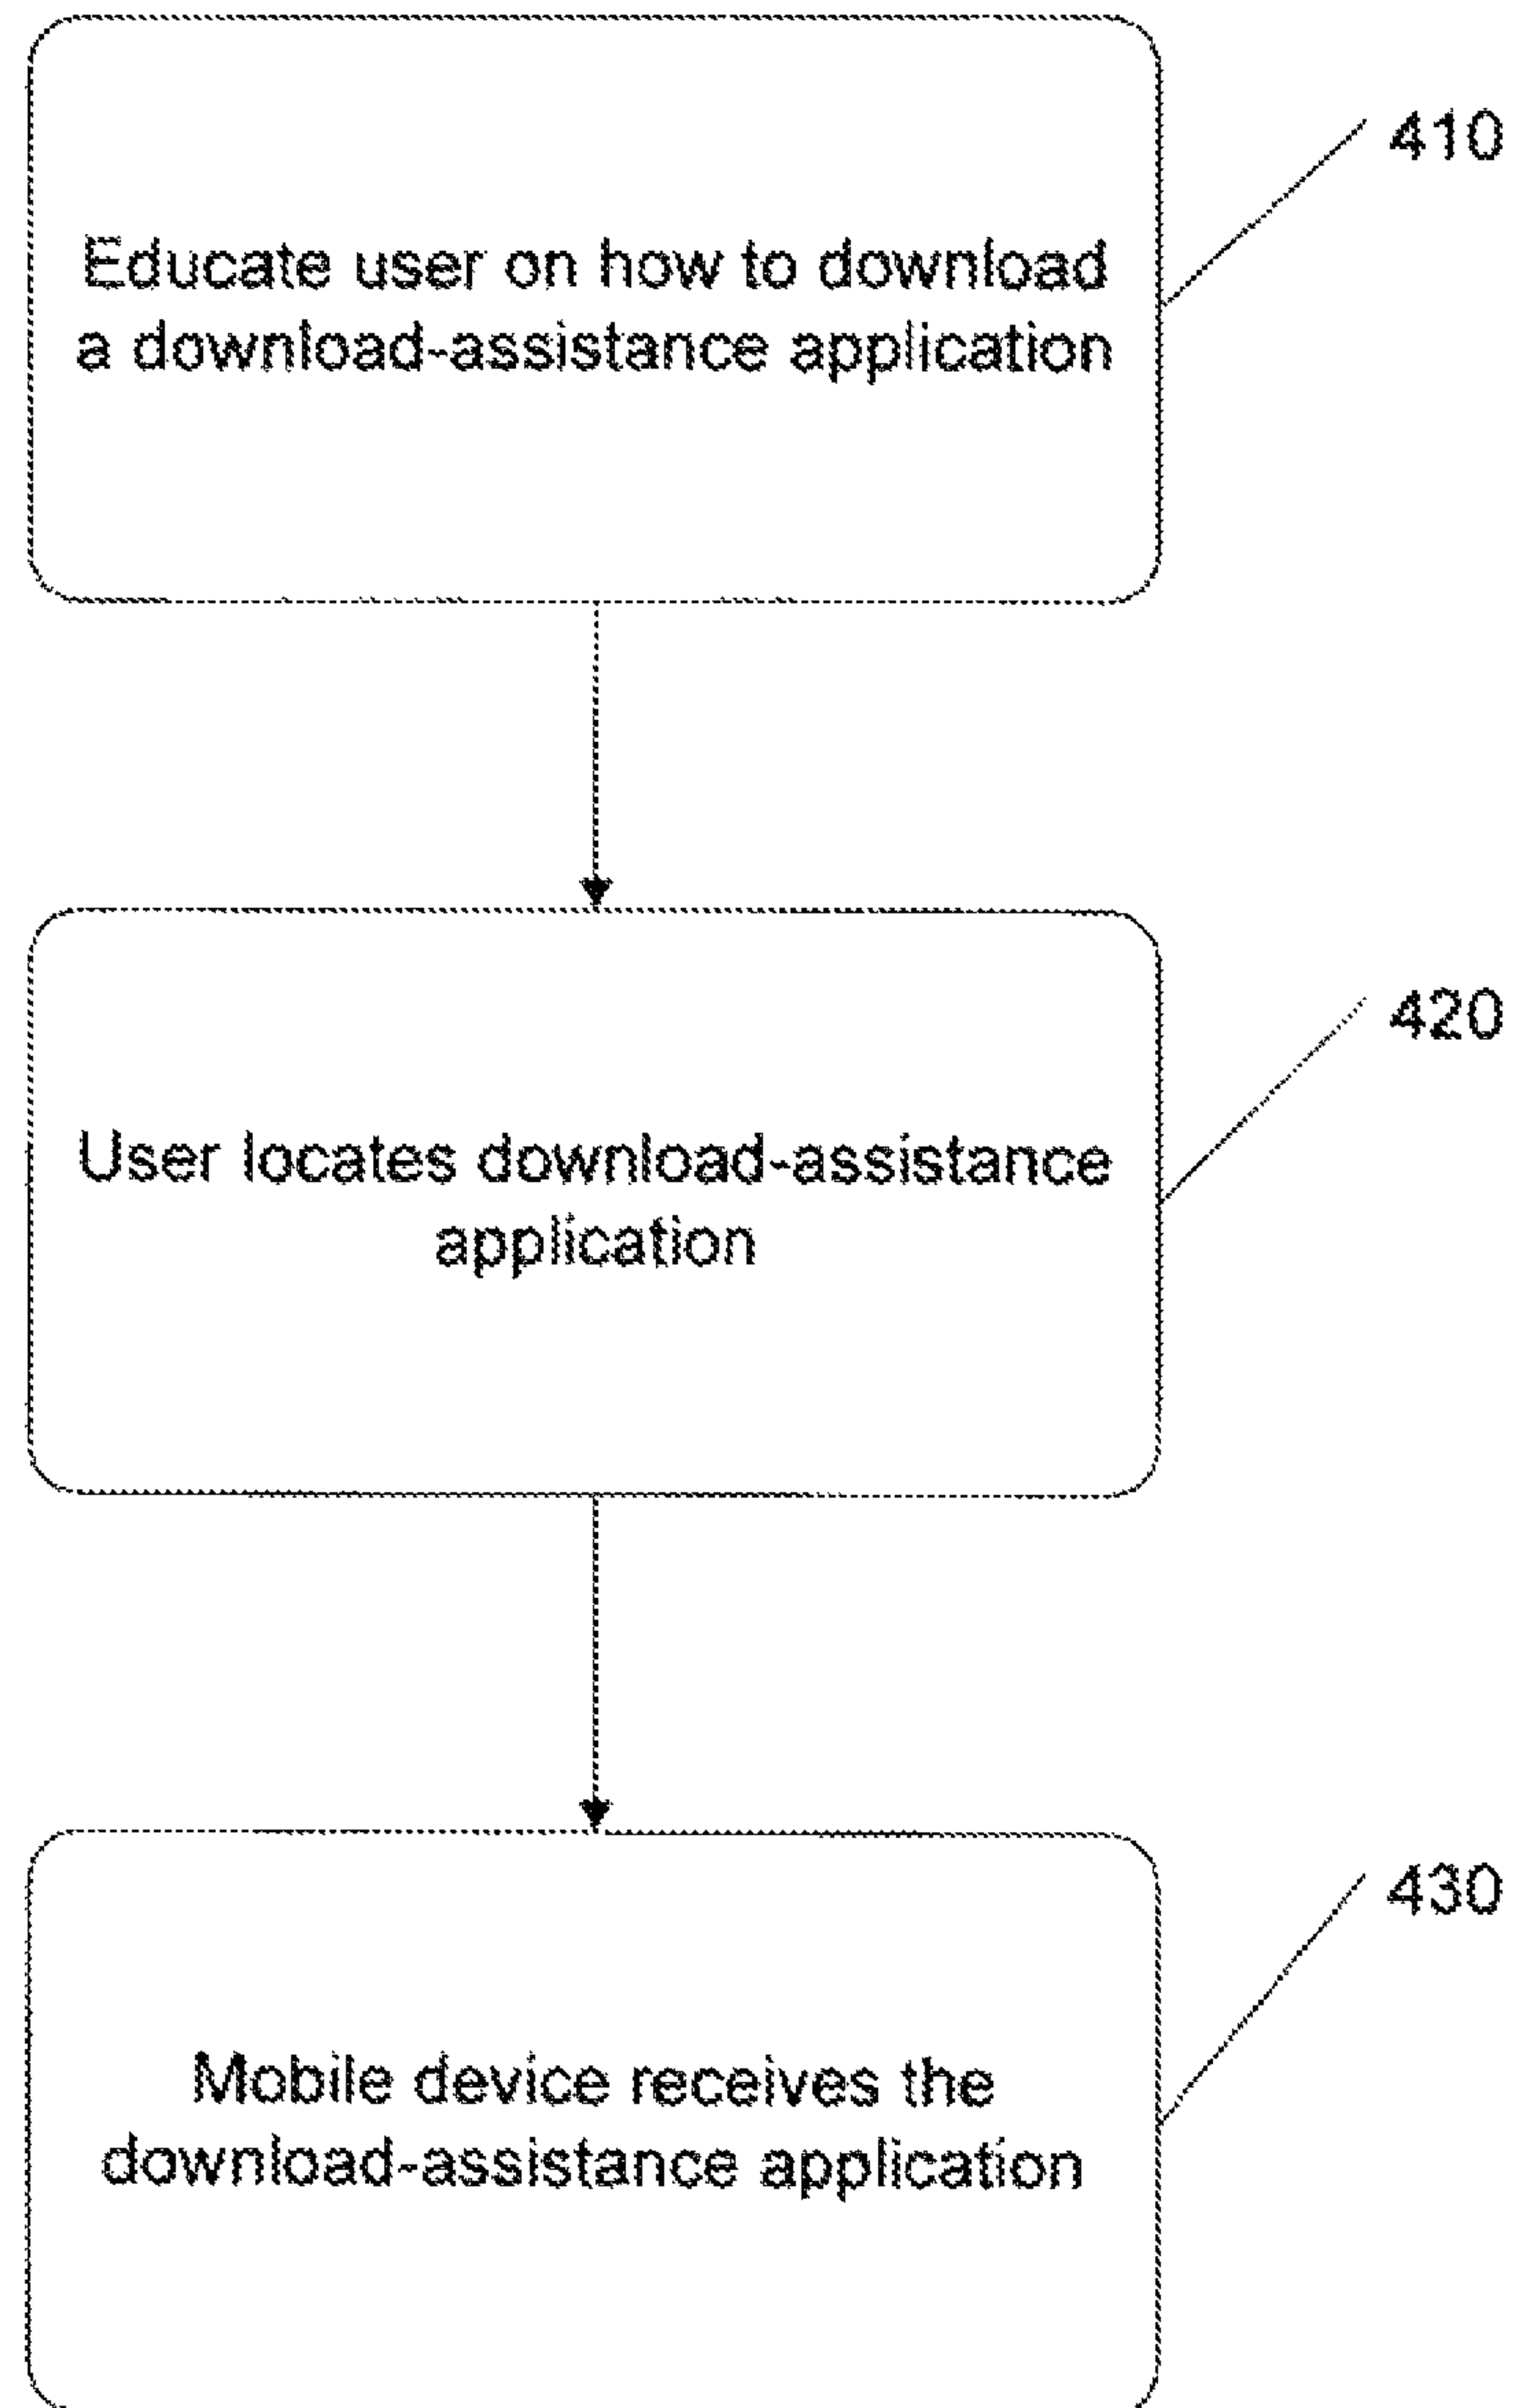 410
Educate user on how to download
a download-assistance application
420
User locates download-assistance
application
430
Mobile device receives the
download-assistance application